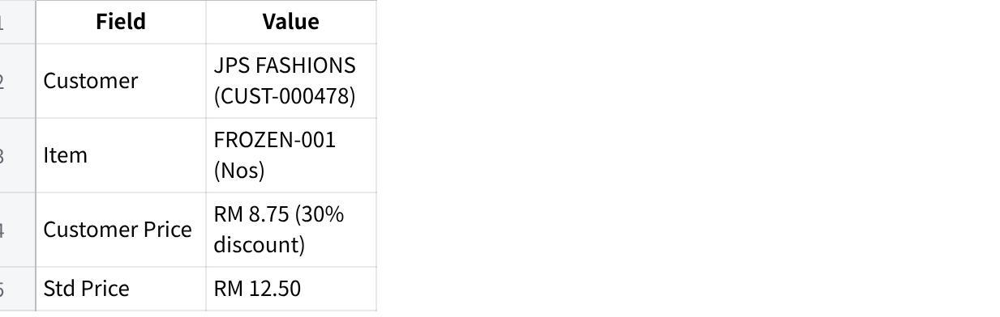 1 Field Value
2 Customer JPS FASHIONS
(CUST-000478)
3 Item FROZEN-001
(Nos)
4 Customer Price RM 8.75 (30%
discount)
5 Std Price RM 12.50